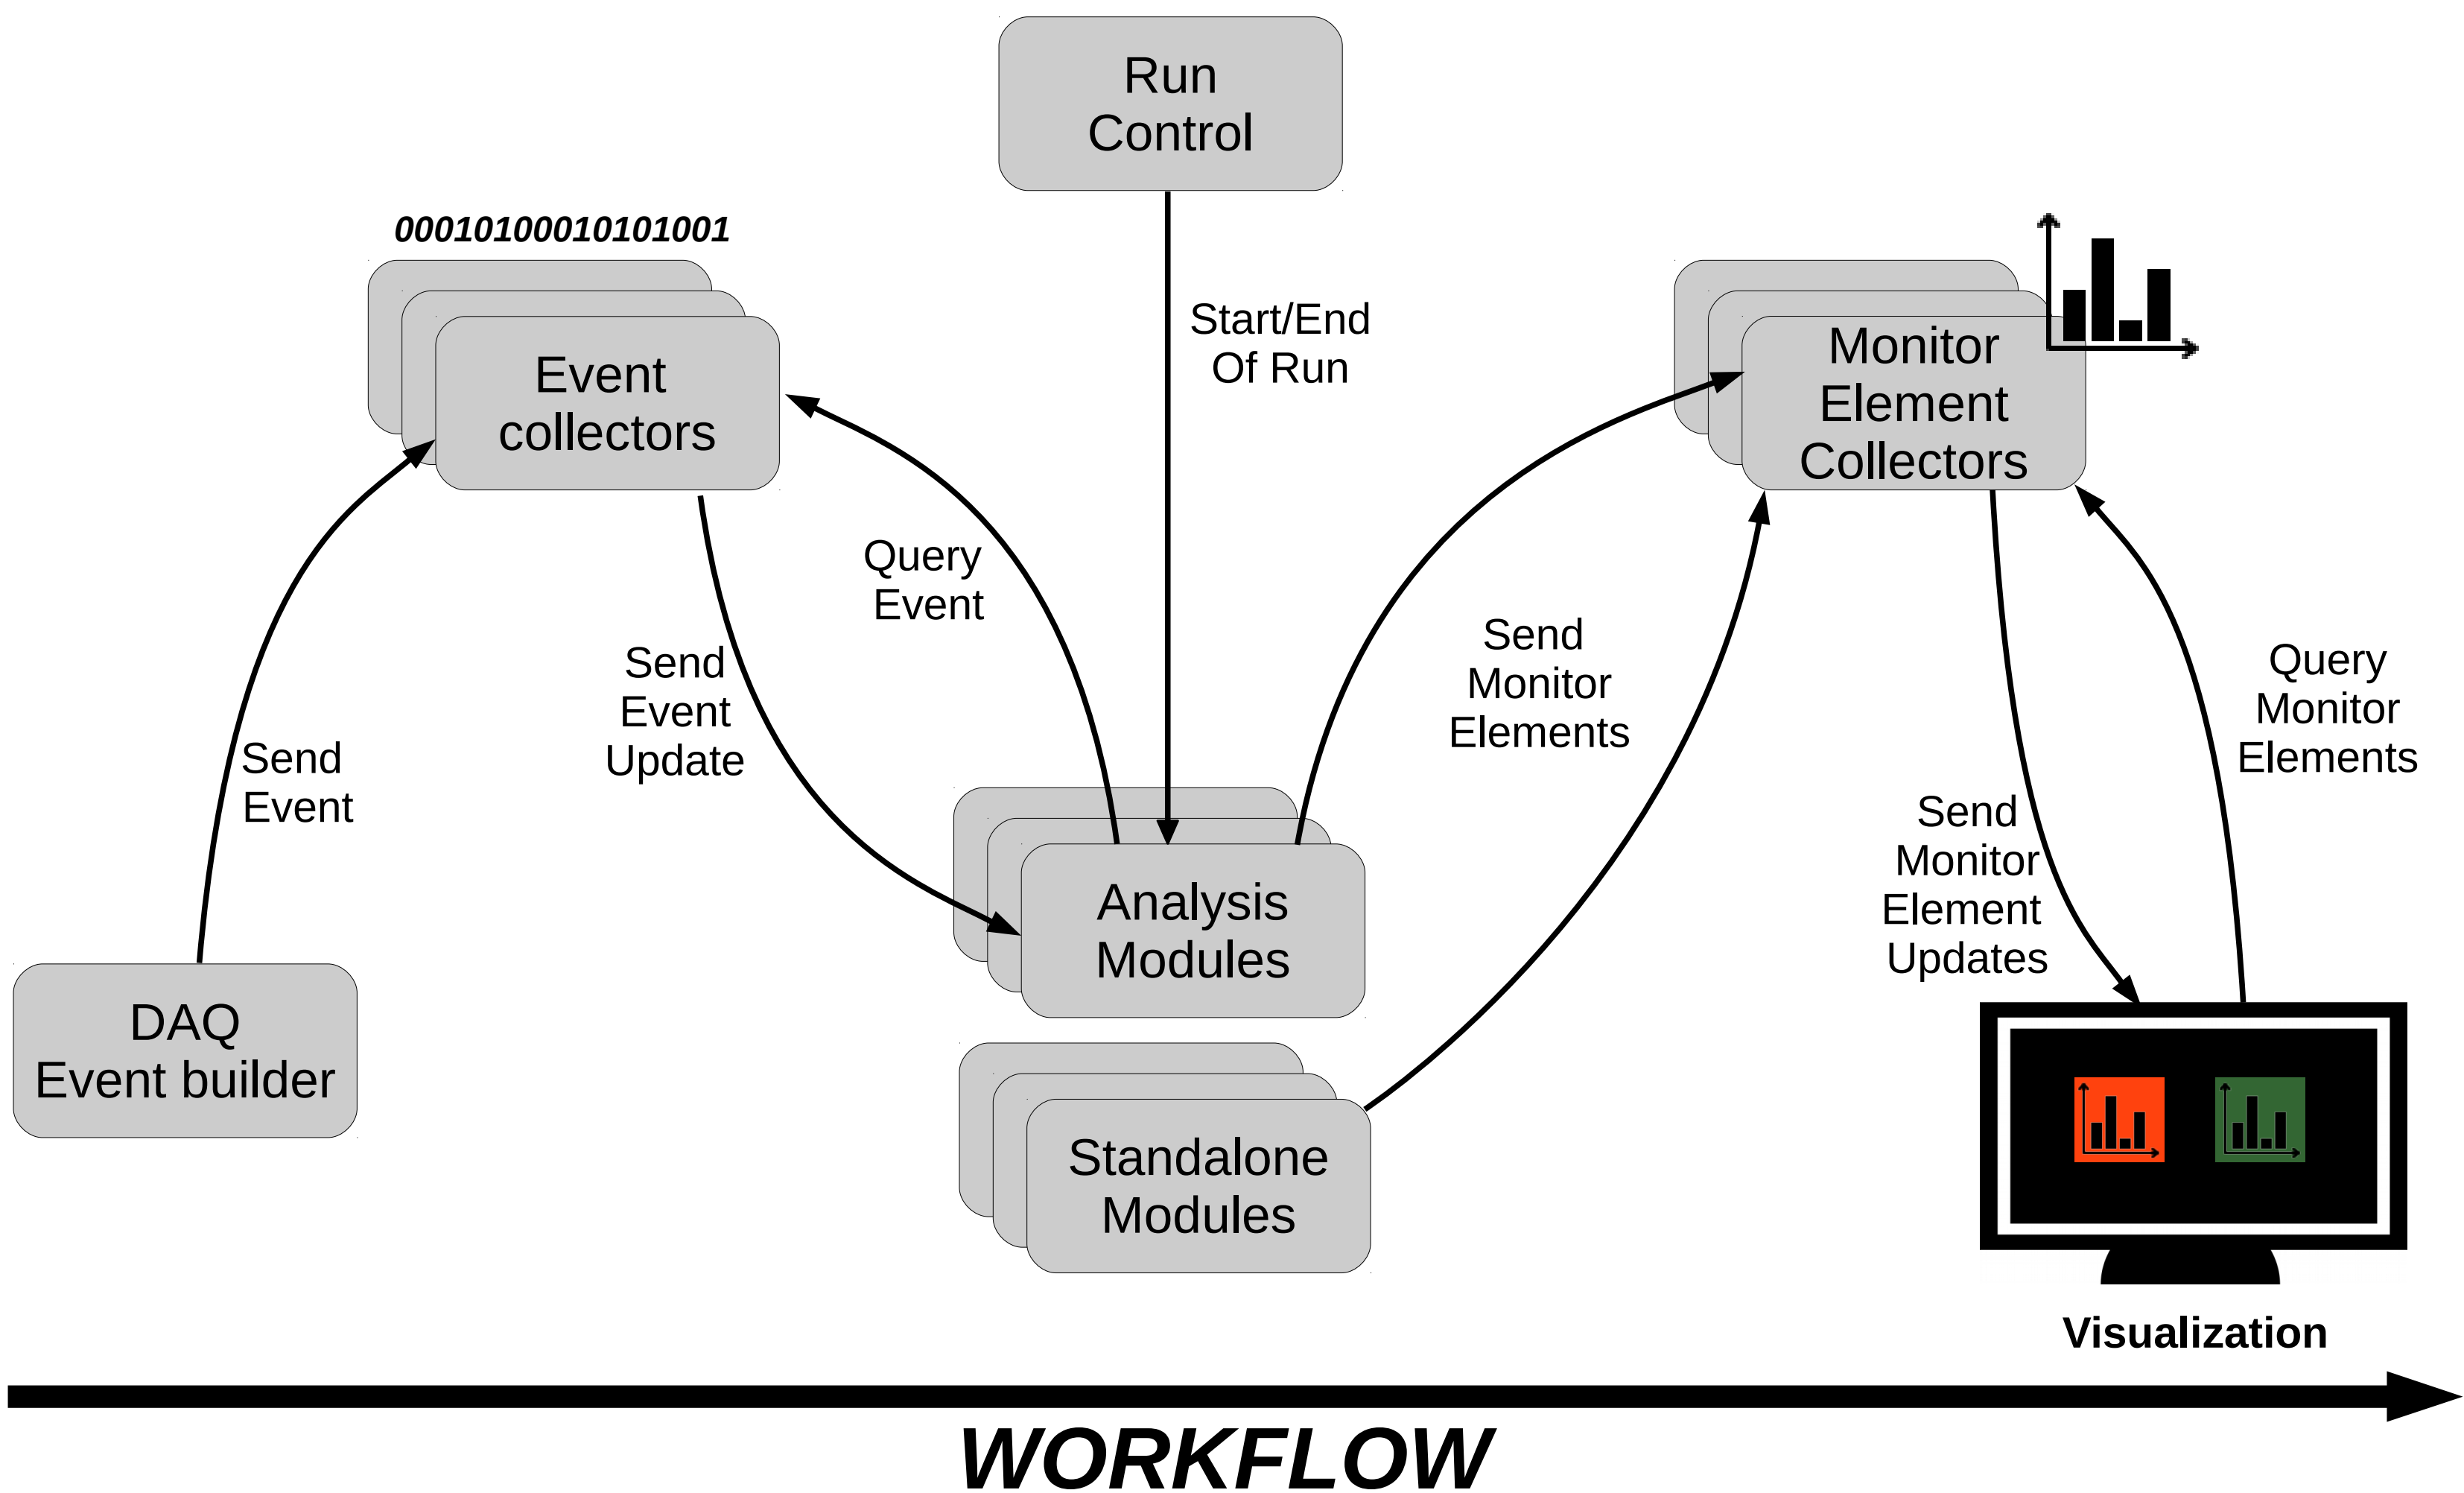 Run
Control
00010100010101001
Event
collectors
Start/End
Of Run
Monitor
Element
Collectors
Query
Event
Send
Event
Update
Send
Monitor
Elements
Query
Monitor
Elements
Send
Event
Send
Monitor
Element
Updates
Analysis
Modules
DAQ
Event builder
Standalone
Modules
Visualization
WORKFLOW